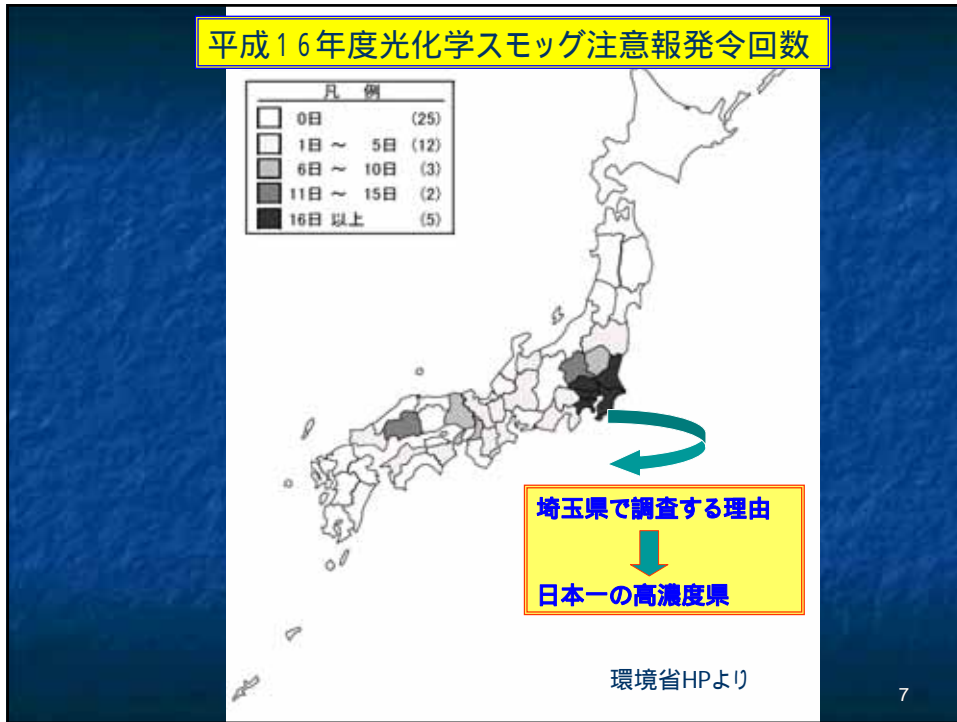 平成16年度光化学スモッグ注意報発令回数
凡 例
0日 (25)
1日 ~ 5日 (12)
6日 ~ 10日 (3)
11日 ~ 15日 (2)
16日 以上 (5)
埼玉県で調査する理由
日本一の高濃度県
環境省HPより
7